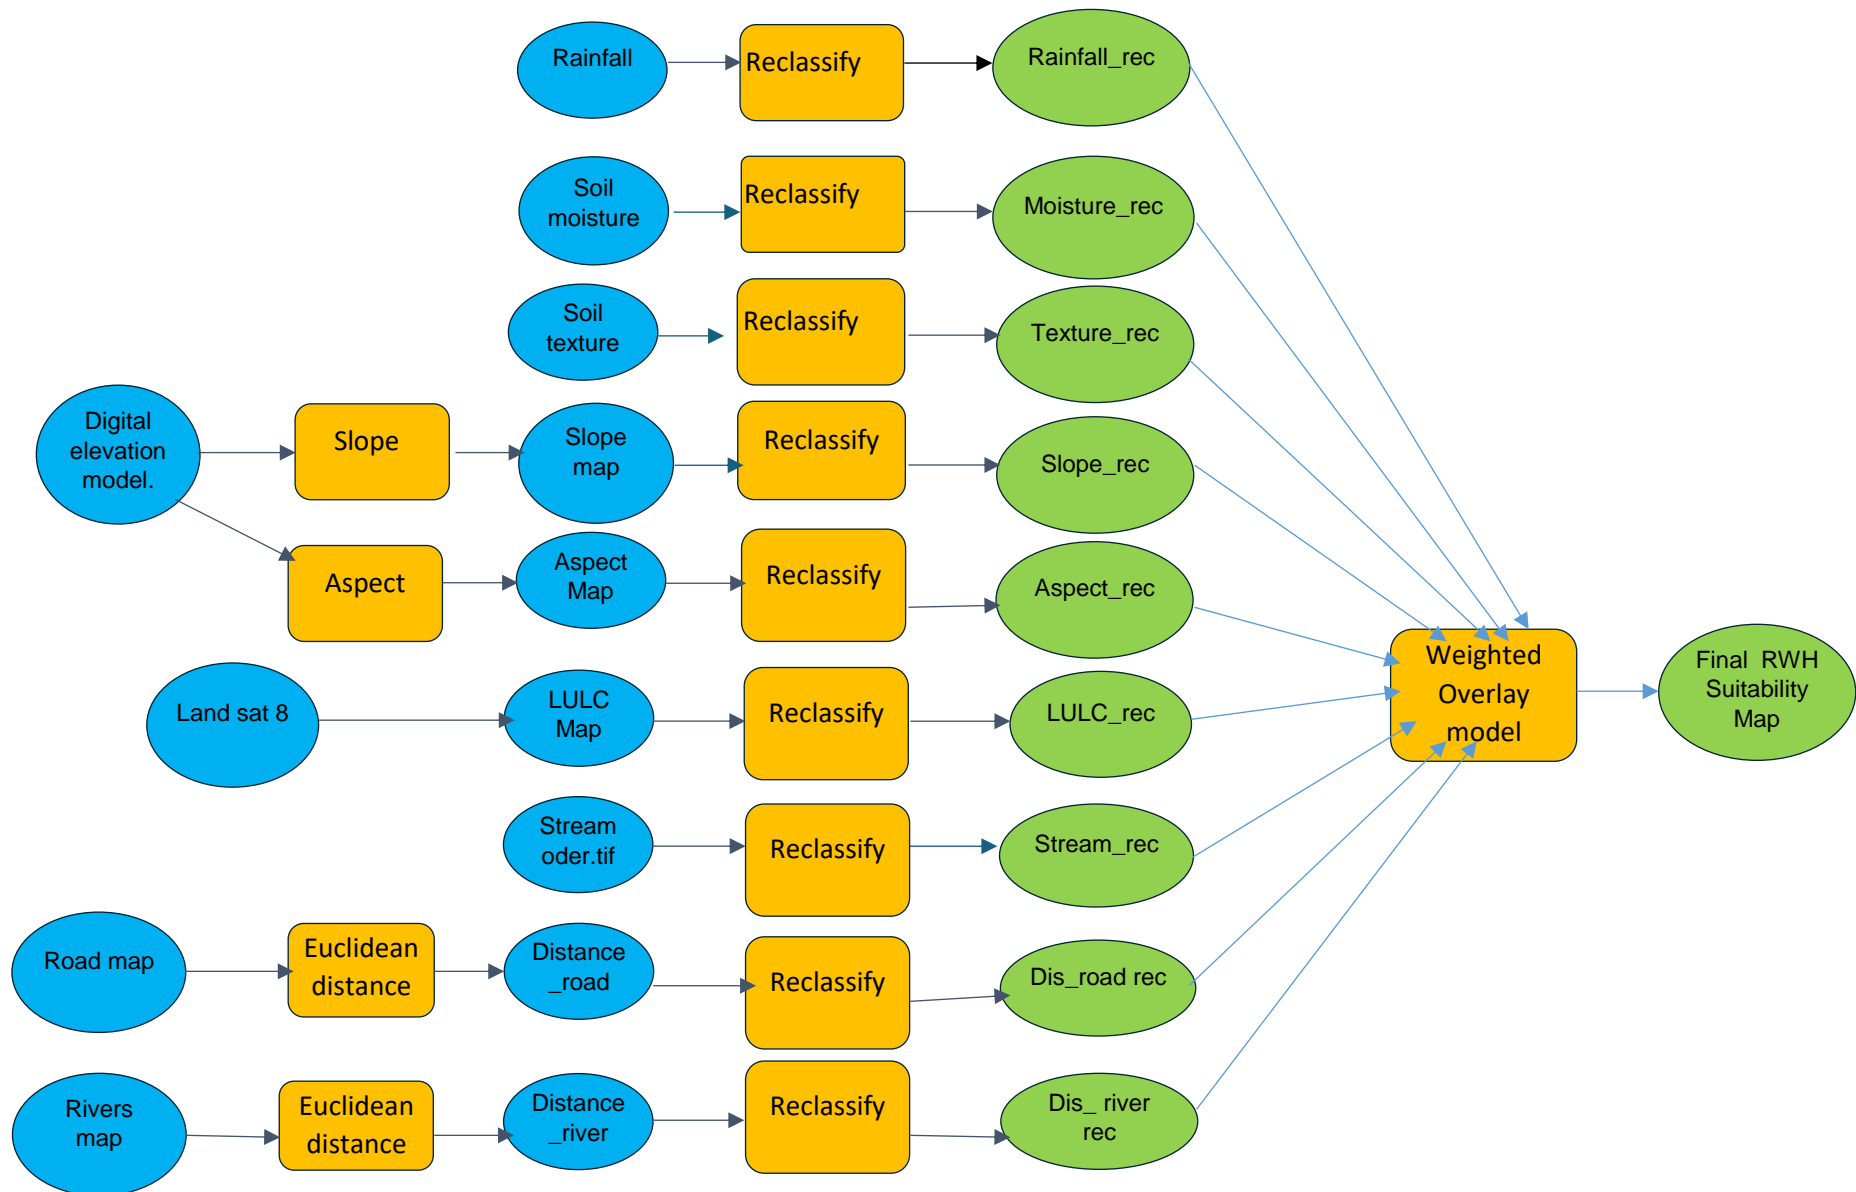 Rainfall
Reclassify
Rainfall_rec
Soil
moisture
Reclassify
Moisture_rec
Soil
texture
Reclassify
Texture_rec
Digital
elevation
model.
Slope
Slope
map
Reclassify
Slope_rec
Aspect
Aspect
Map
Reclassify
Aspect_rec
Land sat 8
LULC
Map
Reclassify
LULC_rec
Weighted
Overlay
model
Final RWH
Suitability
Map
Stream
oder.tif
Reclassify
Stream_rec
Road map
Euclidean
distance
Distance
_road
Reclassify
Dis_road rec
Rivers
map
Euclidean
distance
Distance
_river
Reclassify
Dis_ river
rec